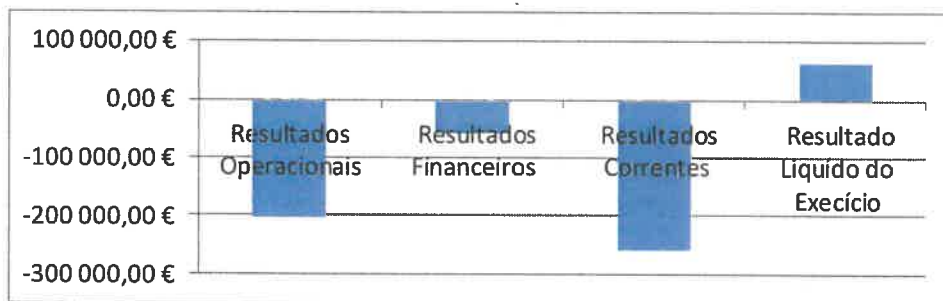 100 000,00 €
0,00 €
-100 000,00 €
-200 000,00 €
-300 000,00 €
Resultados
Operacionais
Resultados
Financeiros
Resultados
Correntes
Resultado
Liquído do
Execício